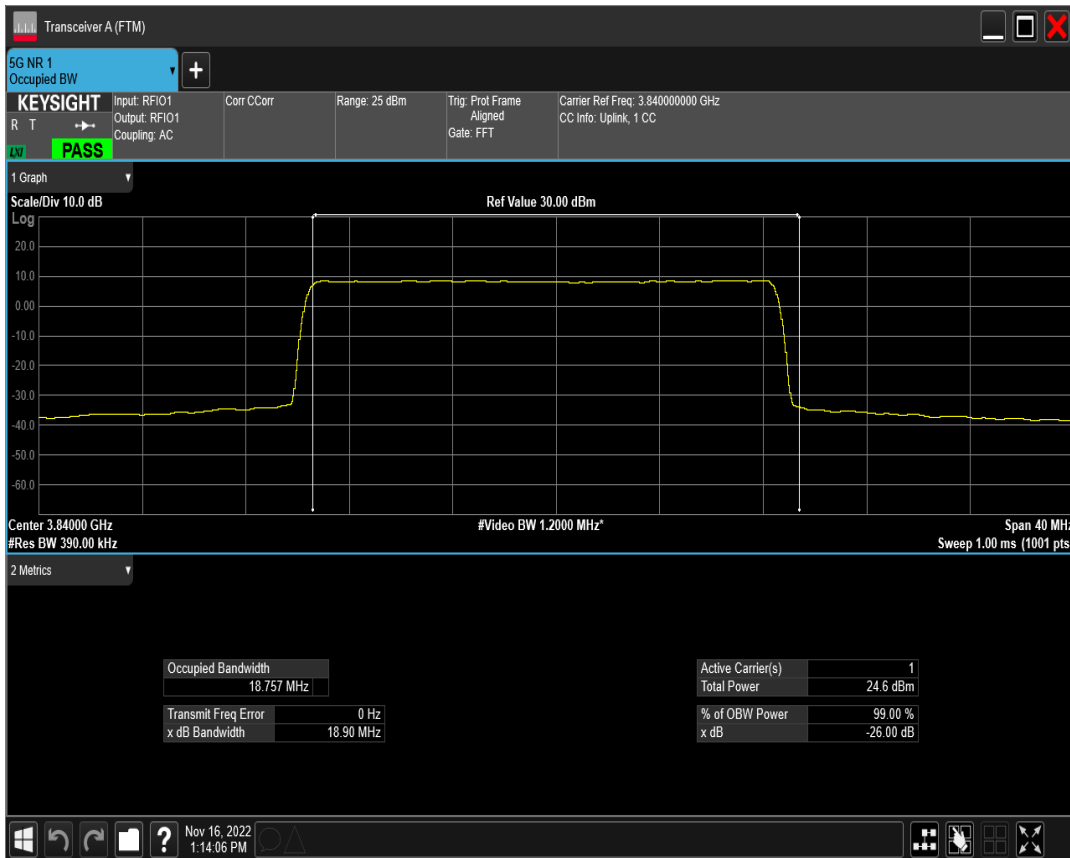 Transceiver A (FTM)
5G NR 1
Occupied BW
+
KEYSIGHT
R T
LXI
PASS
Input: RFIO1
Output: RFIO1
Coupling: AC
Corr CCorr
Range: 25 dBm
Trig: Prot Frame
Aligned
Gate: FFT
Carrier Ref Freq: 3.840000000 GHz
CC Info: Uplink, 1 CC
1 Graph
Scale/Div 10.0 dB
Ref Value 30.00 dBm
Log
20.0
10.0
0.00
-10.0
-20.0
-30.0
-40.0
-50.0
-60.0
Center 3.84000 GHz
#Video BW 1.2000 MHz*
Span 40 MHz
#Res BW 390.00 kHz
Sweep 1.00 ms (1001 pts
2 Metrics
Occupied Bandwidth
18.757 MHz
Transmit Freq Error 0 Hz
x dB Bandwidth 18.90 MHz
Active Carrier(s) 1
Total Power 24.6 dBm
% of OBW Power 99.00 %
x dB -26.00 dB
?
Nov 16, 2022
1:14:06 PM